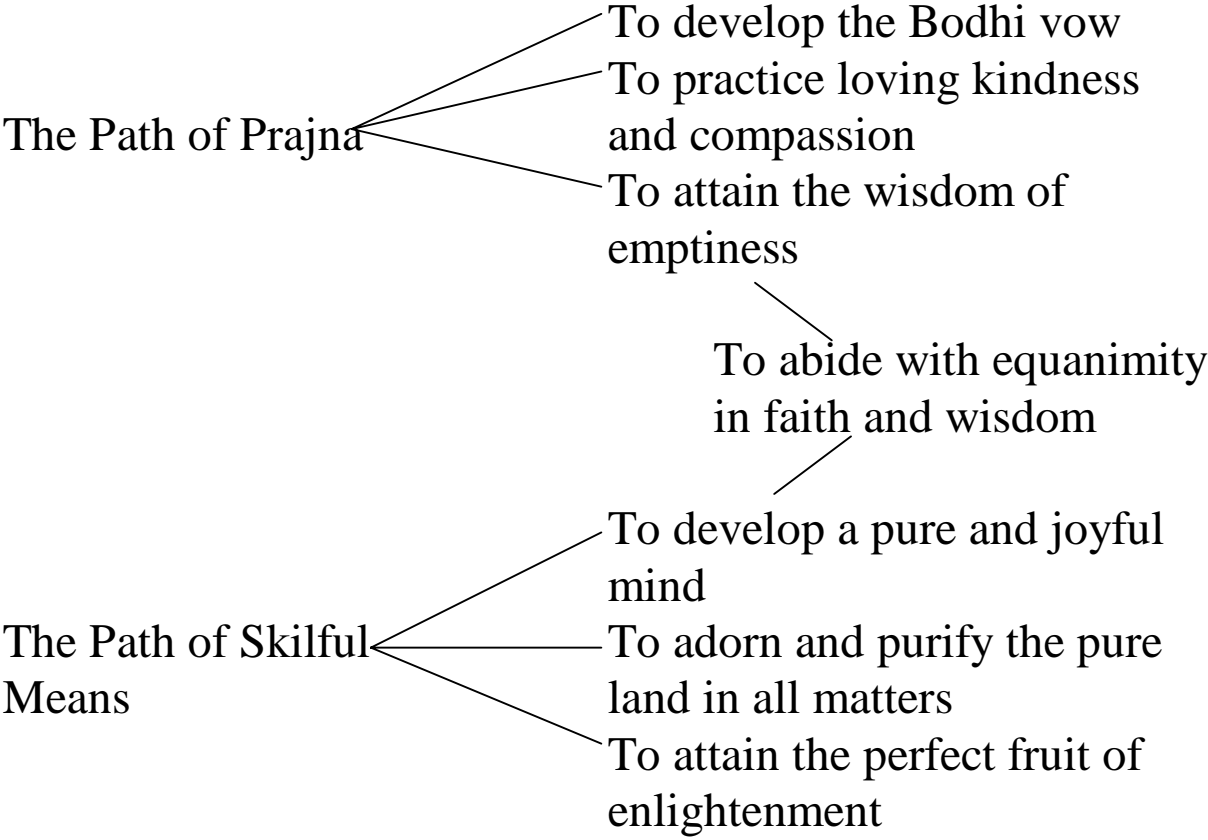 To develop the Bodhi vow
To practice loving kindness
The Path of Prajna
and compassion
To attain the wisdom of
emptiness
To abide with equanimity
in faith and wisdom
To develop a pure and joyful
mind
The Path of Skilful
Means
To adorn and purify the pure
land in all matters
To attain the perfect fruit of
enlightenment